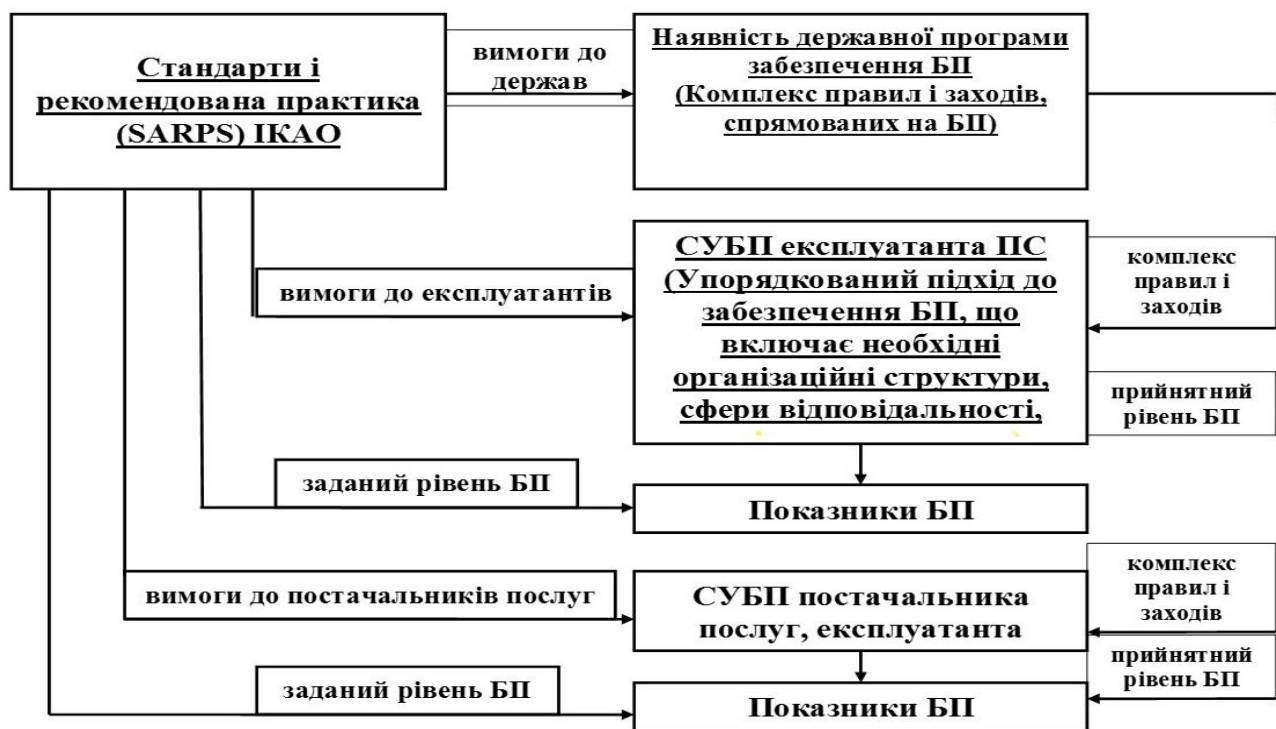 Стандарти і
рекомендована практика
(SARPS) ІКАО
вимоги до
держав
Наявність державної програми
забезпечення БП
(Комплекс правил і заходів,
спрямованих на БП)
вимоги до експлуатантів
СУБП експлуатанта ПС
(Упорядкований підхід до
забезпечення БП, що
включає необхідні
організаційні структури,
сфери відповідальності,
комплекс
правил і
заходів
прийнятний
рівень БП
заданий рівень БП
Показники БП
вимоги до постачальників послуг
СУБП постачальника
послуг, експлуатанта
комплекс
правил і
заходів
прийнятний
рівень БП
заданий рівень БП
Показники БП